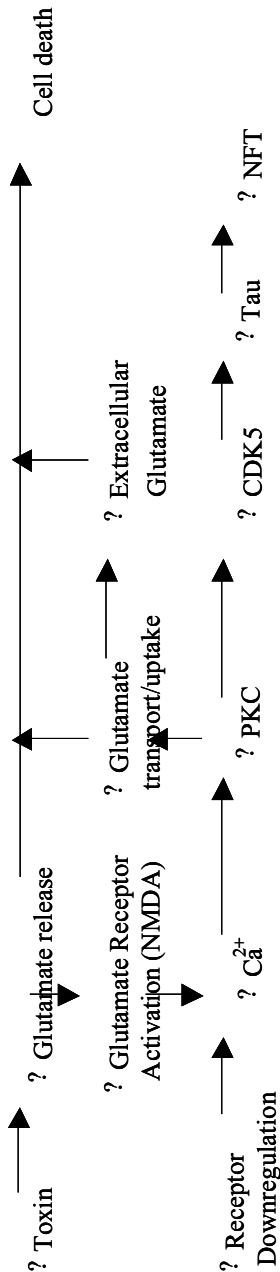 ? Toxin
? Glutamate release
Cell death
? Glutamate Receptor
Activation (NMDA)
? Glutamate
transport/uptake
? Extracellular
Glutamate
? Receptor
Downregulation
? Ca2+
? PKC
? CDK5
? Tau
? NFT